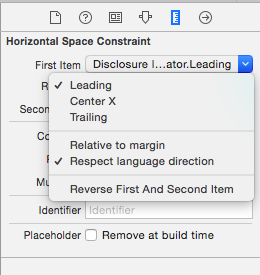 Horizontal Space Constraint
First Item Disclosure I...ator.Leading
R
✓ Leading
Center X
Secon
Trailing
Co
Relative to margin
✓ Respect language direction
Mu
Reverse First And Second Item
Identifier Identifier
Placeholder Remove at build time